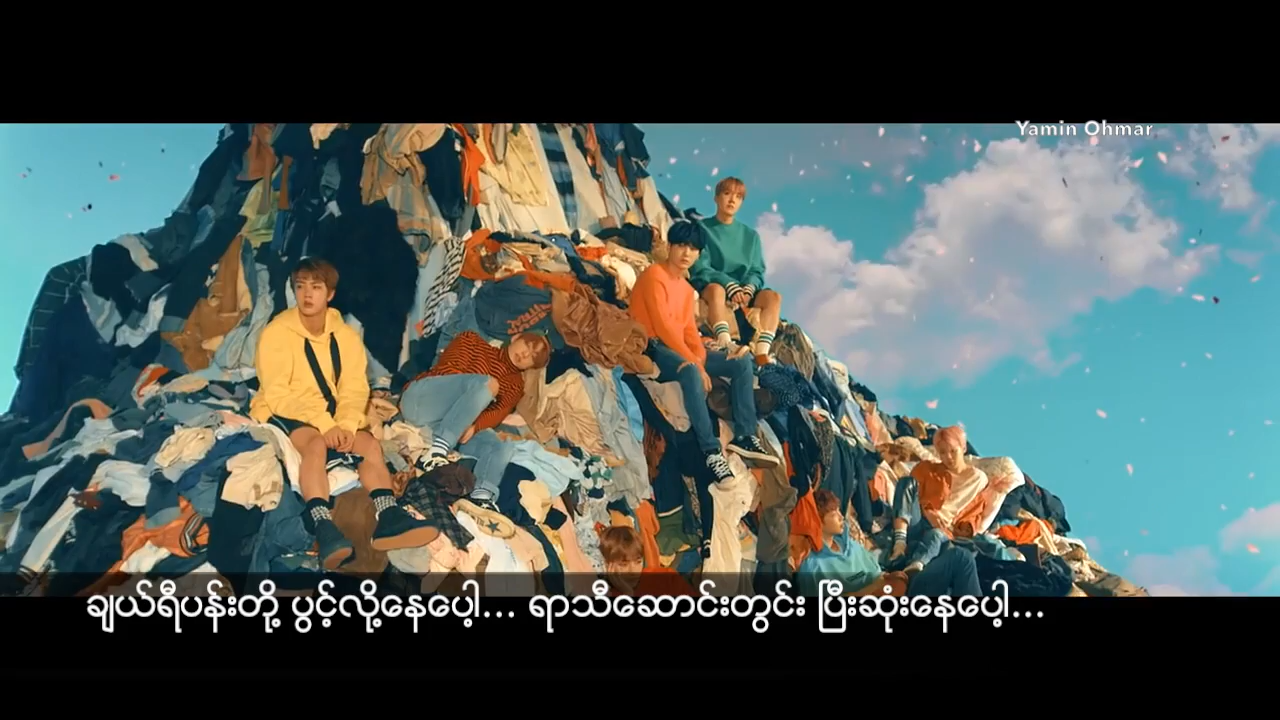 Yamin Ohmar
ချယ်ရီပန်းတို့ ပွင့်လို့နေပေါ့... ရာသီဆောင်းတွင်း ပြီးဆုံးနေပေါ့...